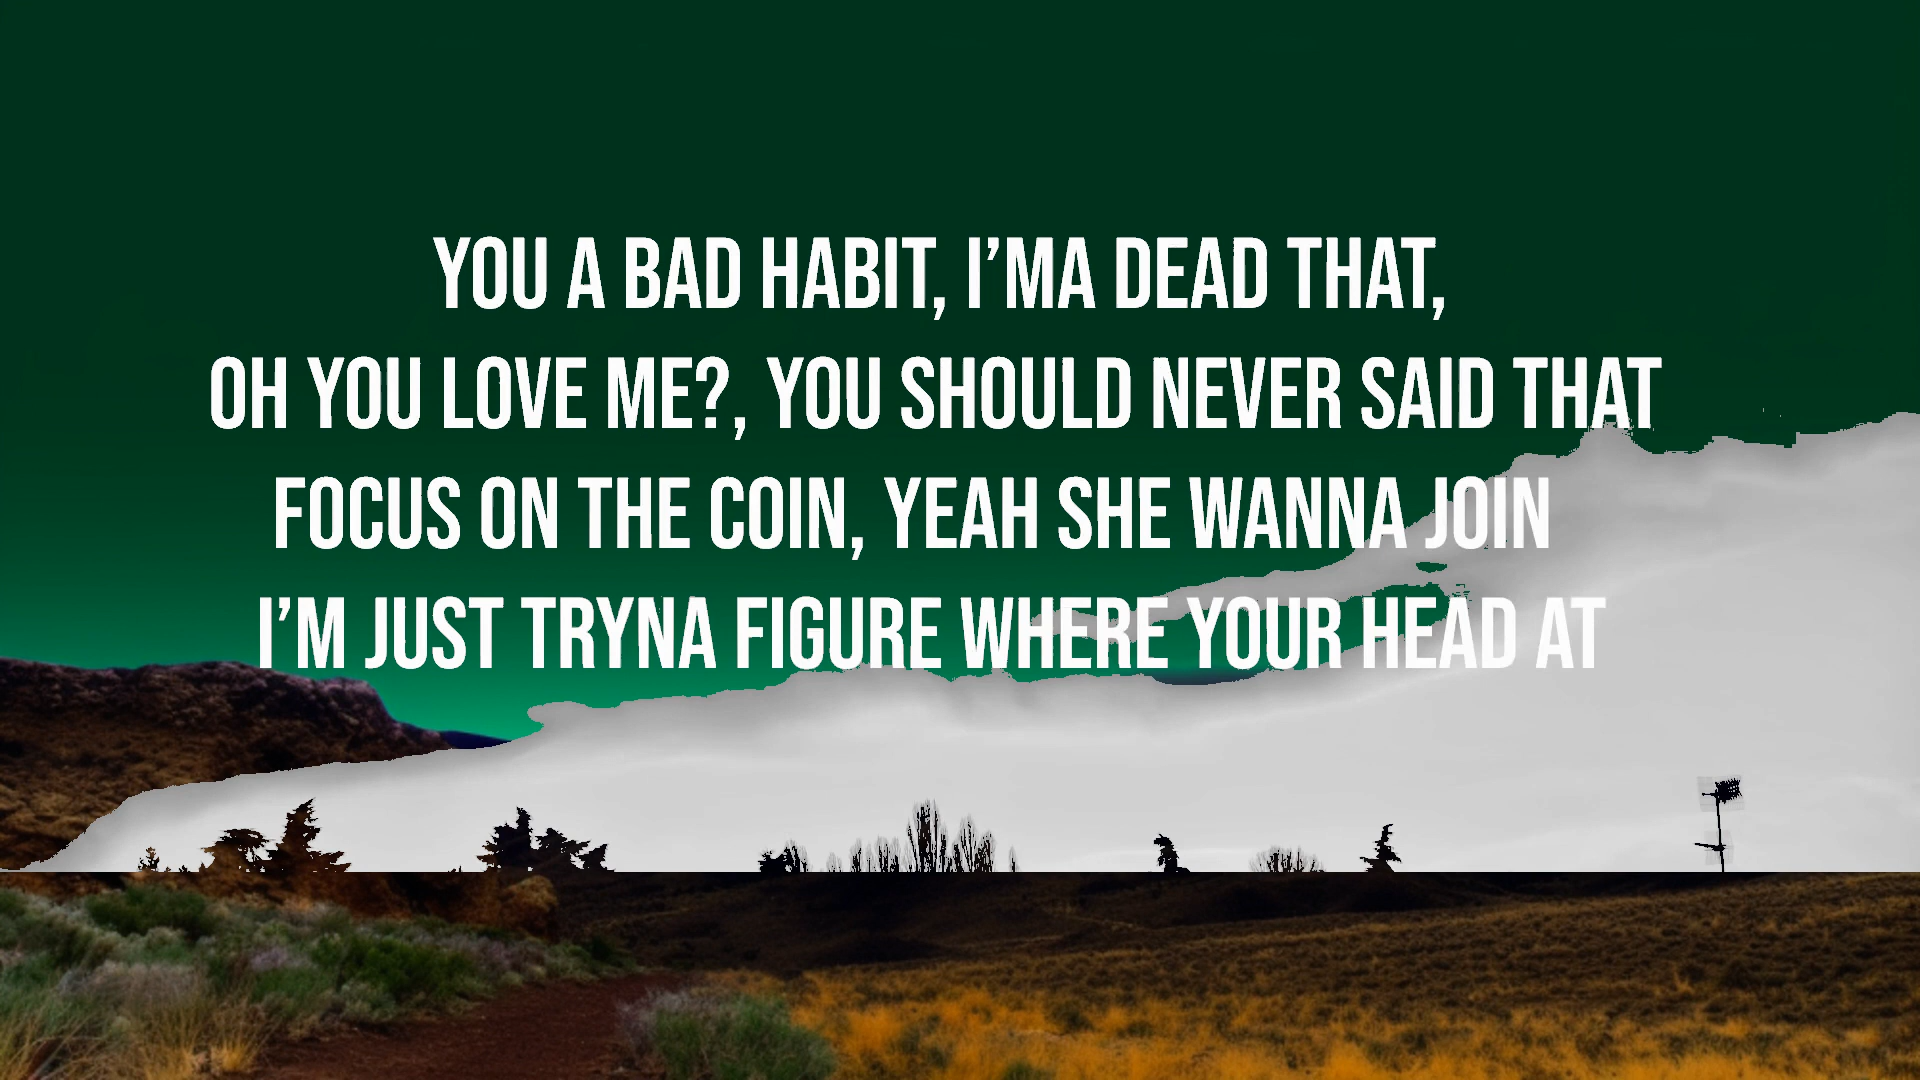 YOU A BAD HABIT, I’MA DEAD THAT,
OH YOU LOVE ME?, YOU SHOULD NEVER SAID THAT
FOCUS ON THE COIN, YEAH SHE WANNA JOIN
I’M JUST TRYNA FIGURE WHERE YOUR HEAD AT